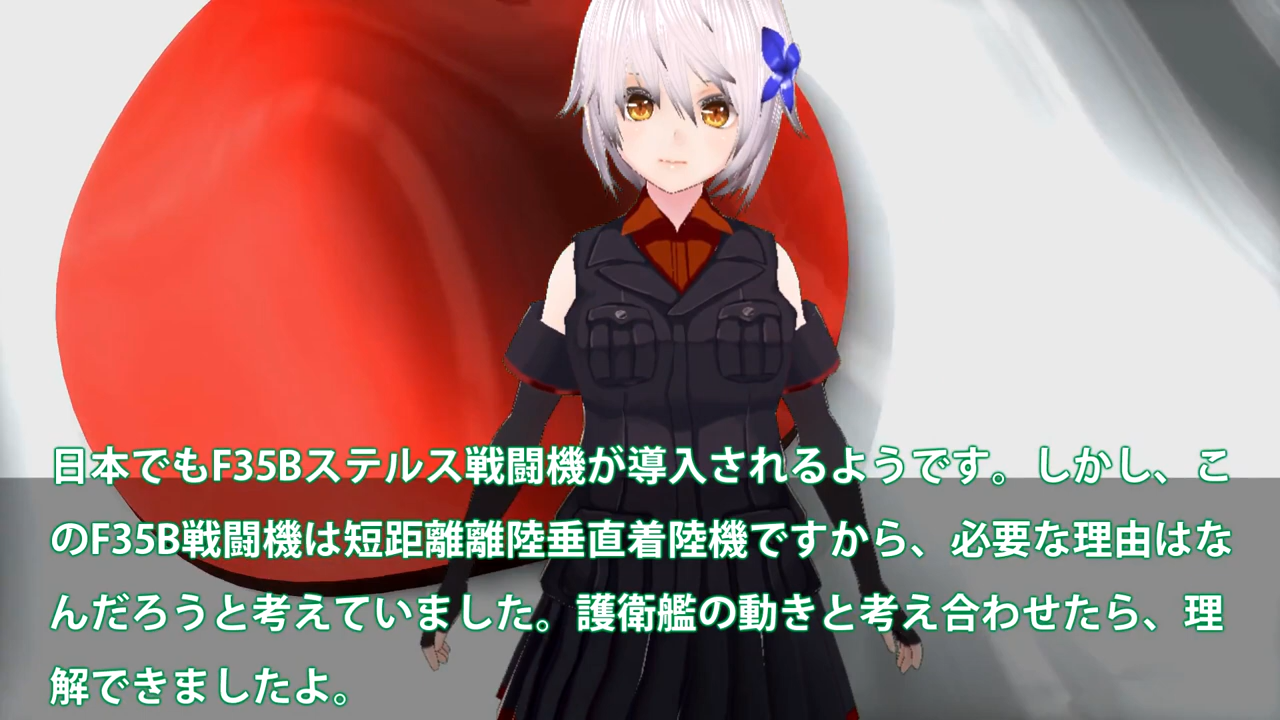 日本でもF35Bステルス戦闘機が導入されるようです。しかし、こ
のF35B戦闘機は短距離離陸垂直着陸機ですから、必要な理由はな
んだろうと考えていました。護衛艦の動きと考え合わせたら、理
解できましたよ。